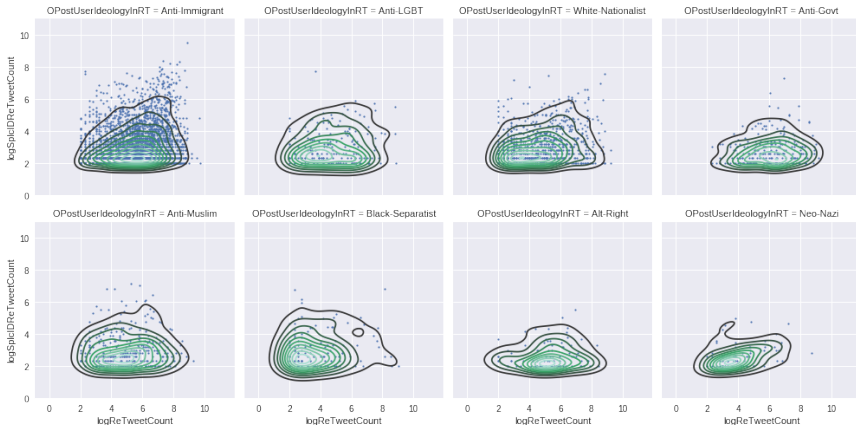 OPostUserIdeologyInRT = Anti-Immigrant
OPostUserIdeologyInRT = Anti-LGBT
OPostUserIdeologyInRT = White-Nationalist
OPostUserIdeologyInRT = Anti-Govt
10
8
6
4
2
0
logSplcIDReTweetCount
OPostUserIdeologyInRT = Anti-Muslim
OPostUserIdeologyInRT = Black-Separatist
OPostUserIdeologyInRT = Alt-Right
OPostUserIdeologyInRT = Neo-Nazi
10
8
6
4
2
0
logSplcIDReTweetCount
0 2 4 6 8 10
0 2 4 6 8 10
0 2 4 6 8 10
0 2 4 6 8 10
logReTweetCount
logReTweetCount
logReTweetCount
logReTweetCount